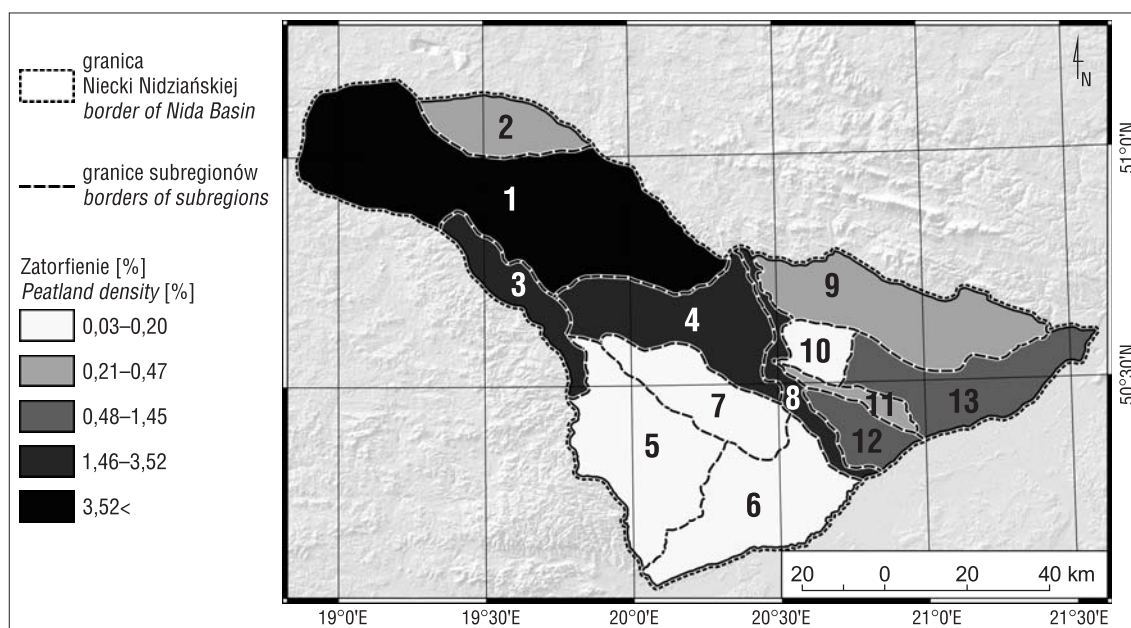 granica
Niecki Nidziańskiej
border of Nida Basin
granice subregionów
borders of subregions
Zatorfienie [%]
Peatland density [%]
0,03–0,20
0,21–0,47
0,48–1,45
1,46–3,52
3,52<
N
51°0'N
50°30'N
1
2
3
4
5
6
7
8
9
10
11
12
13
20 0 20 40 km
19°0'E 19°30'E 20°0'E 20°30'E 21°0'E 21°30'E